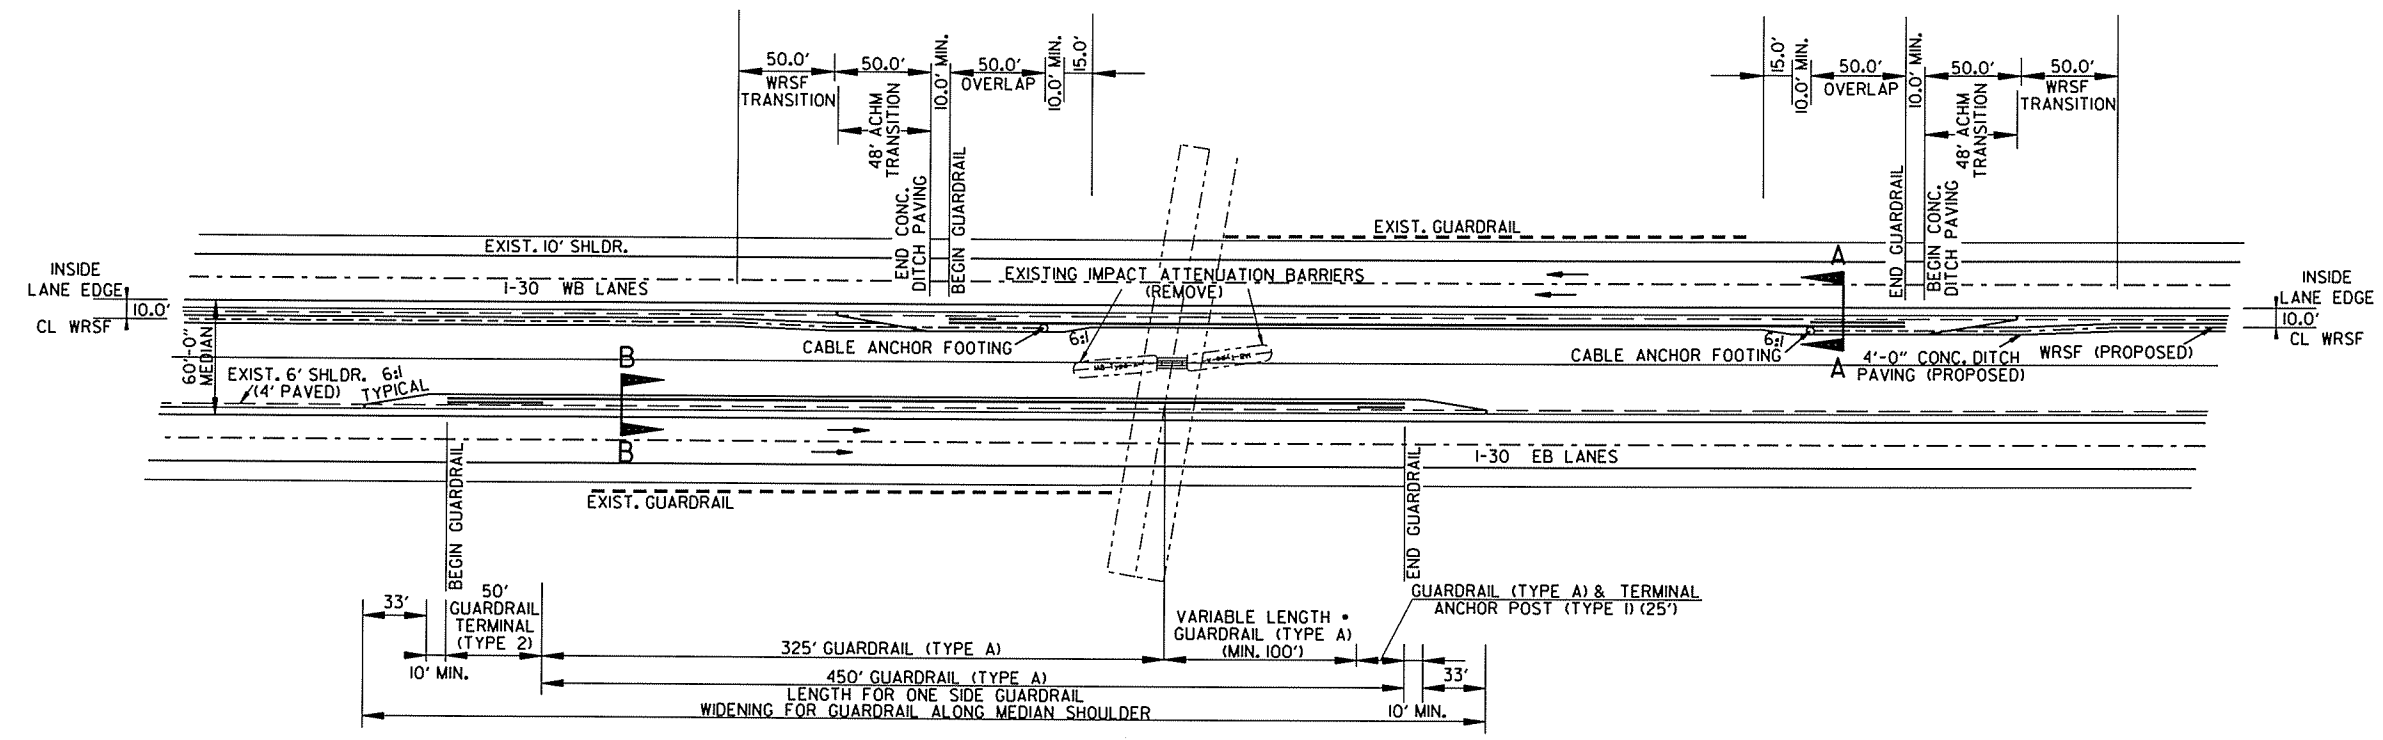 50.0'
WRSF
TRANSITION
50.0'
48' ACHM
TRANSITION
10.0' MIN.
50.0'
OVERLAP
10.0' MIN.
15.0'
15.0'
10.0' MIN.
50.0'
OVERLAP
10.0' MIN.
50.0'
48' ACHM
TRANSITION
50.0'
WRSF
TRANSITION
END CONC.
DITCH PAVING
BEGIN GUARDRAIL
END GUARDRAIL
BEGIN CONC.
DITCH PAVING
EXIST. 10' SHLDR.
EXIST. GUARDRAIL
INSIDE
LANE EDGE
10.0'
CL WRSF
I-30 WB LANES
EXISTING IMPACT ATTENUATION BARRIERS
(REMOVE)
A
INSIDE
LANE EDGE
10.0'
CL WRSF
60'-0"
MEDIAN
CABLE ANCHOR FOOTING
6:1
CABLE ANCHOR FOOTING
6:1
4'-0" CONC. DITCH
PAVING (PROPOSED)
WRSF (PROPOSED)
A
B
EXIST. 6' SHLDR.
(4' PAVED)
6:1
TYPICAL
B
I-30 EB LANES
EXIST. GUARDRAIL
BEGIN GUARDRAIL
END GUARDRAIL
33'
10' MIN.
50'
GUARDRAIL
TERMINAL
(TYPE 2)
325' GUARDRAIL (TYPE A)
VARIABLE LENGTH •
GUARDRAIL (TYPE A)
(MIN. 100')
GUARDRAIL (TYPE A) & TERMINAL
ANCHOR POST (TYPE I) (25')
450' GUARDRAIL (TYPE A)
LENGTH FOR ONE SIDE GUARDRAIL
33'
10' MIN.
WIDENING FOR GUARDRAIL ALONG MEDIAN SHOULDER